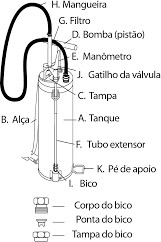 H. Mangueira
G. Filtro
D. Bomba (pistão)
E. Manômetro
J. Gatilho da válvula
C. Tampa
B. Alça
A. Tanque
F. Tubo extensor
K. Pé de apoio
I. Bico
Corpo do bico
Ponta do bico
Tampa do bico